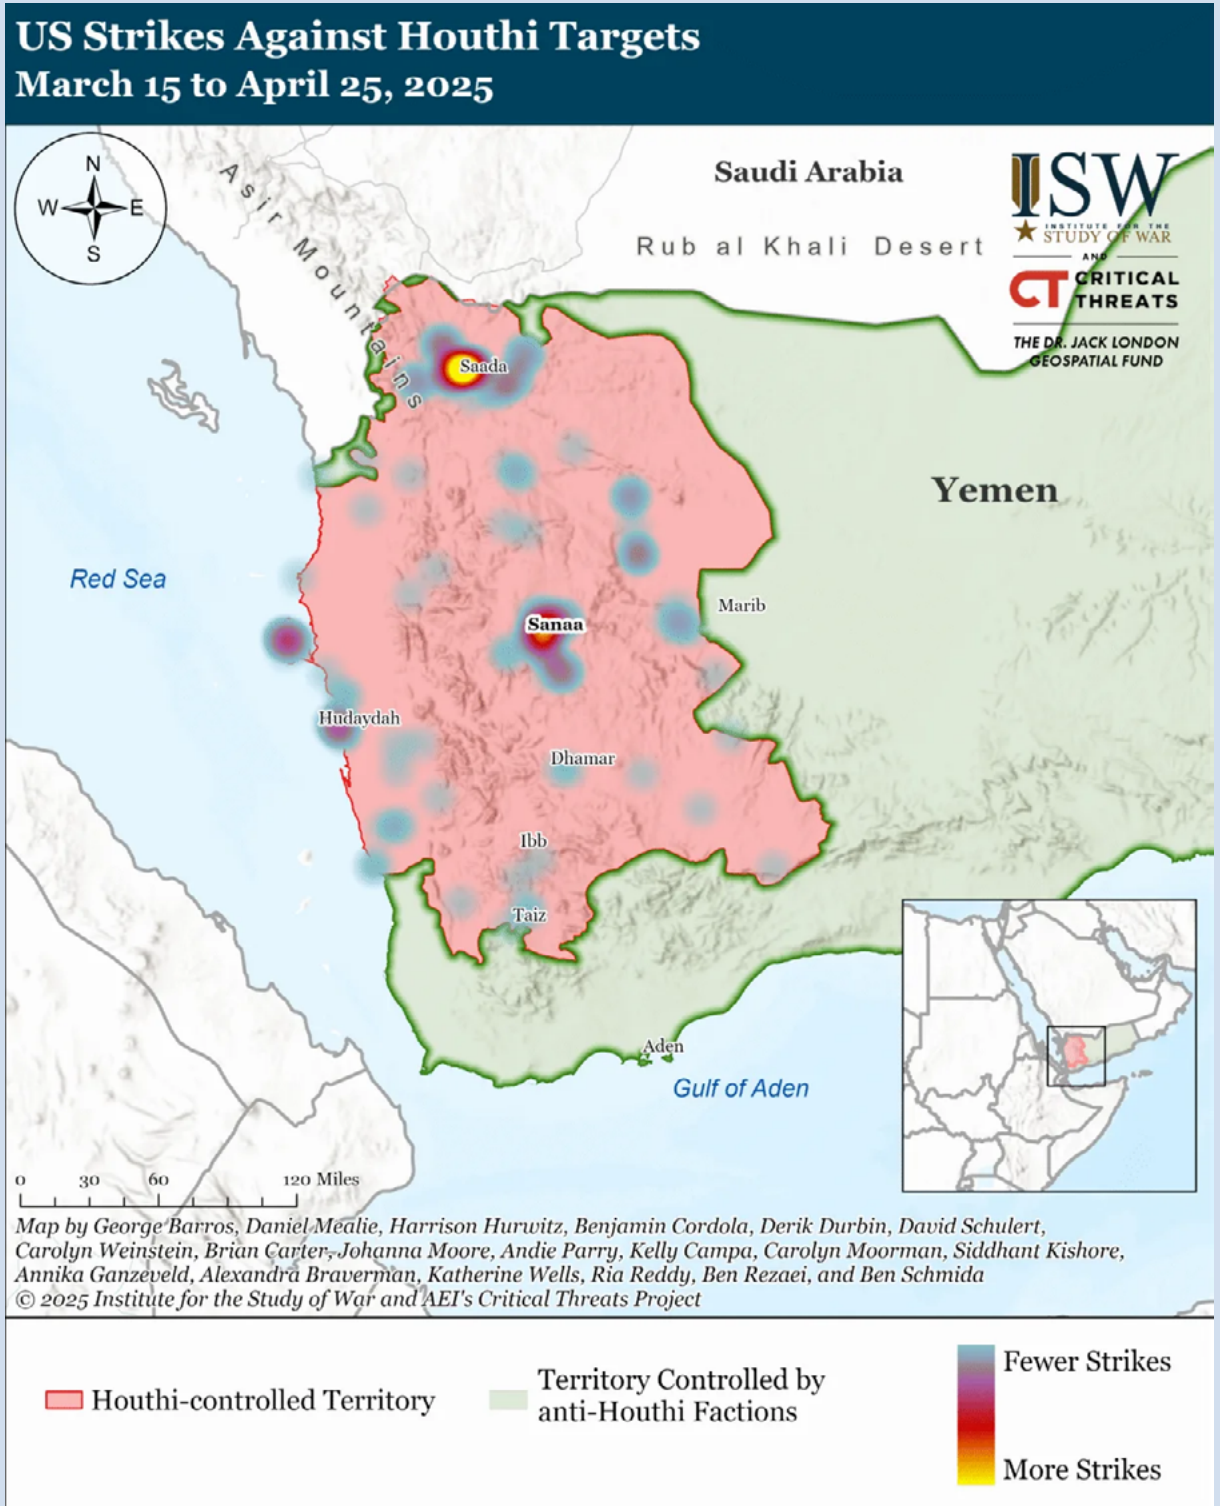 US Strikes Against Houthi Targets
March 15 to April 25, 2025
N
W E
S
Asir Mountains
Saudi Arabia
Rub al Khali Desert
ISW
INSTITUTE FOR THE
STUDY OF WAR
AND
CT CRITICAL
THREATS
THE DR. JACK LONDON
GEOSPATIAL FUND
Saada
Yemen
Red Sea
Marib
Sanaa
Hudaydah
Dhamar
Ibb
Taiz
Aden
Gulf of Aden
0 30 60 120 Miles
Map by George Barros, Daniel Mealie, Harrison Hurwitz, Benjamin Cordola, Derik Durbin, David Schulert,
Carolyn Weinstein, Brian Carter, Johanna Moore, Andie Parry, Kelly Campa, Carolyn Moorman, Siddhant Kishore,
Annika Ganzeveld, Alexandra Braverman, Katherine Wells, Ria Reddy, Ben Rezaei, and Ben Schmida
© 2025 Institute for the Study of War and AEI's Critical Threats Project
Houthi-controlled Territory
Territory Controlled by
anti-Houthi Factions
Fewer Strikes
More Strikes